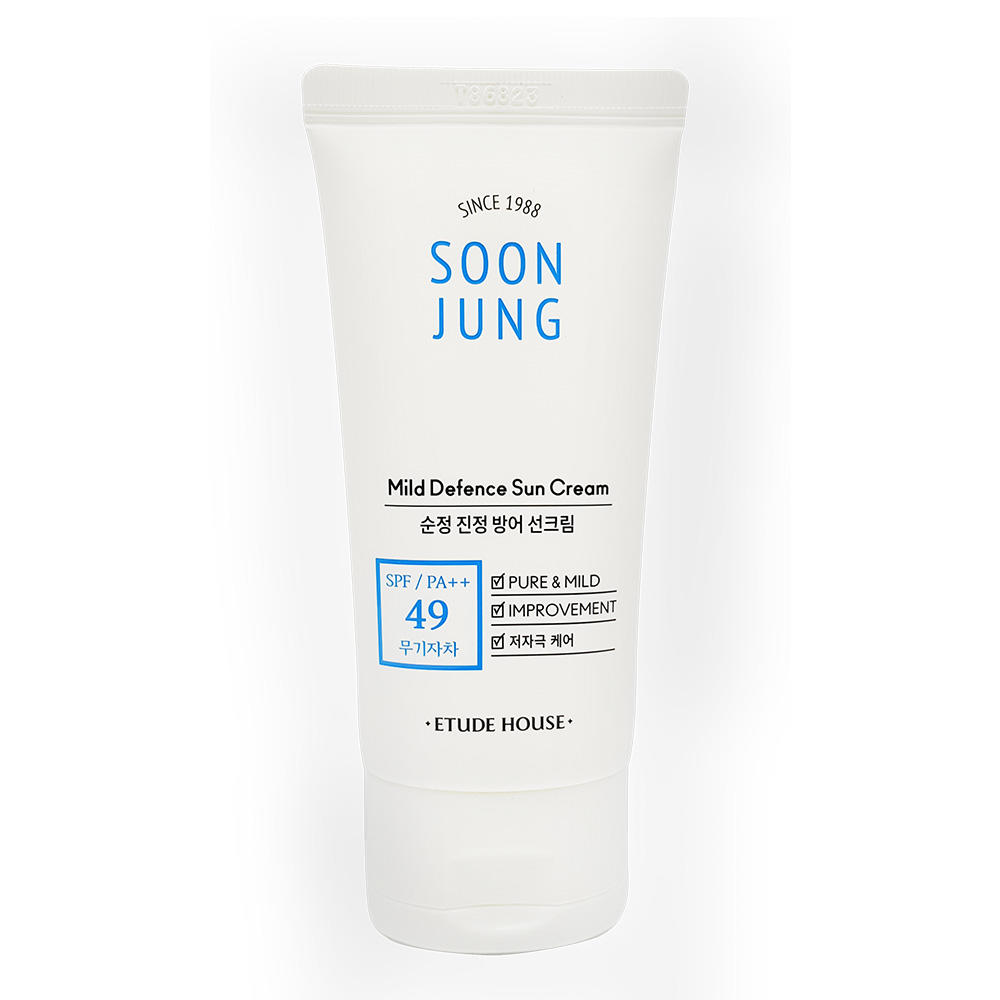 T86823
SINCE 1988
SOON
JUNG
Mild Defence Sun Cream
순정 진정 방어 선크림
SPF / PA++
49
무기자차
PURE & MILD
IMPROVEMENT
저자극 케어
ETUDE HOUSE